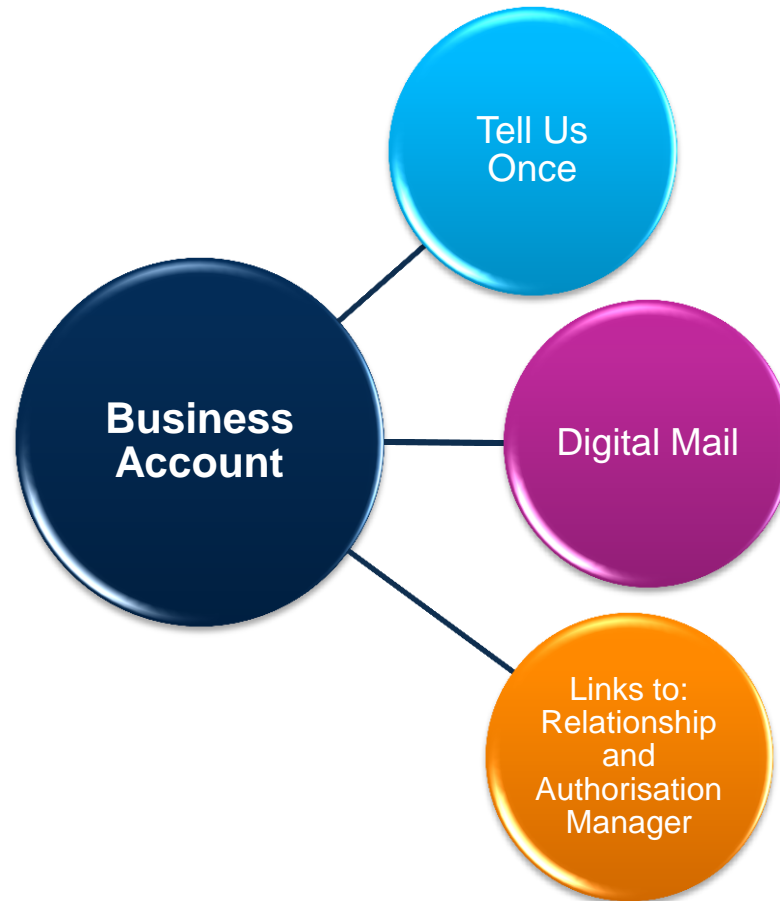 Tell Us
Once
Business
Account
Digital Mail
Links to:
Relationship
and
Authorisation
Manager